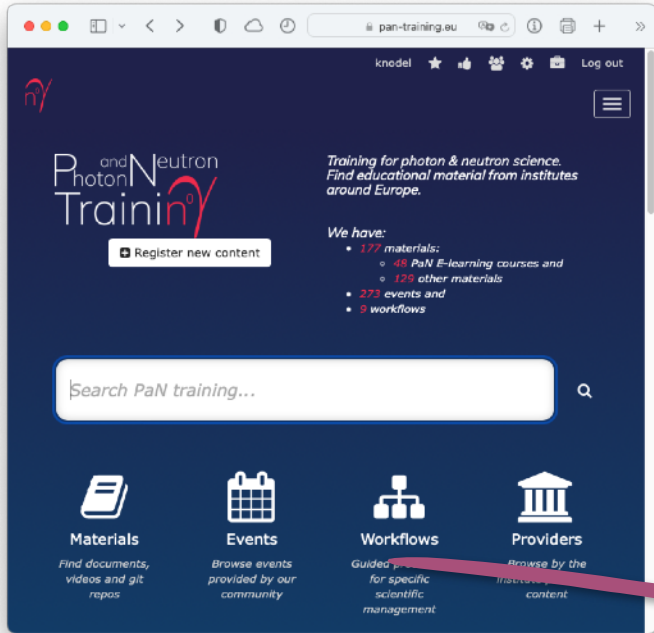 pan-training.eu
knodel
Log out
nγ
Photon and Neutron
Training
Register new content
Training for photon & neutron science.
Find educational material from institutes
around Europe.
We have:
177 materials:
48 PaN E-learning courses and
129 other materials
273 events and
9 workflows
Search PaN training...
Materials
Find documents,
videos and git
repos
Events
Browse events
provided by our
community
Workflows
Guided
for specific
scientific
management
Providers
Browse by the
content